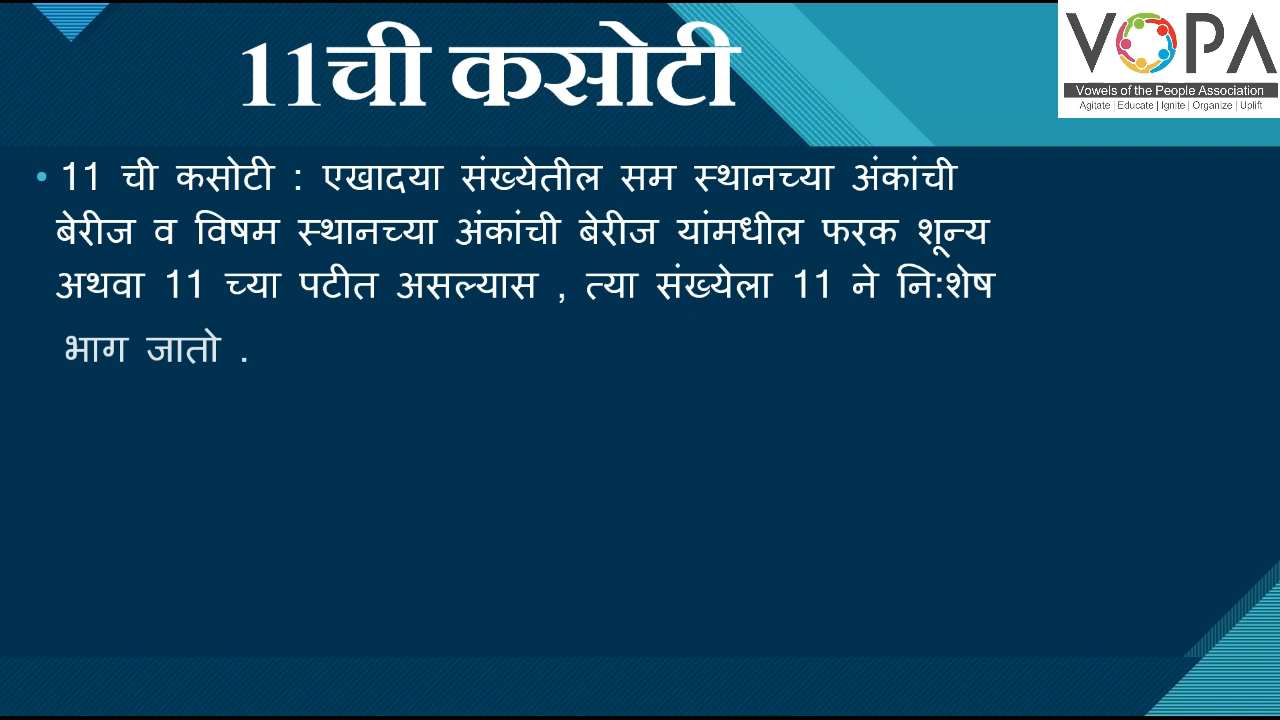 11ची कसोटी
VOPA
Vowels of the People Association
Agitate | Educate | Ignite | Organize | Uplift
• 11 ची कसोटी : एखादया संख्येतील सम स्थानच्या अंकांची
बेरीज व विषम स्थानच्या अंकांची बेरीज यांमधील फरक शून्य
अथवा 11 च्या पटीत असल्यास , त्या संख्येला 11 ने नि:शेष
भाग जातो .